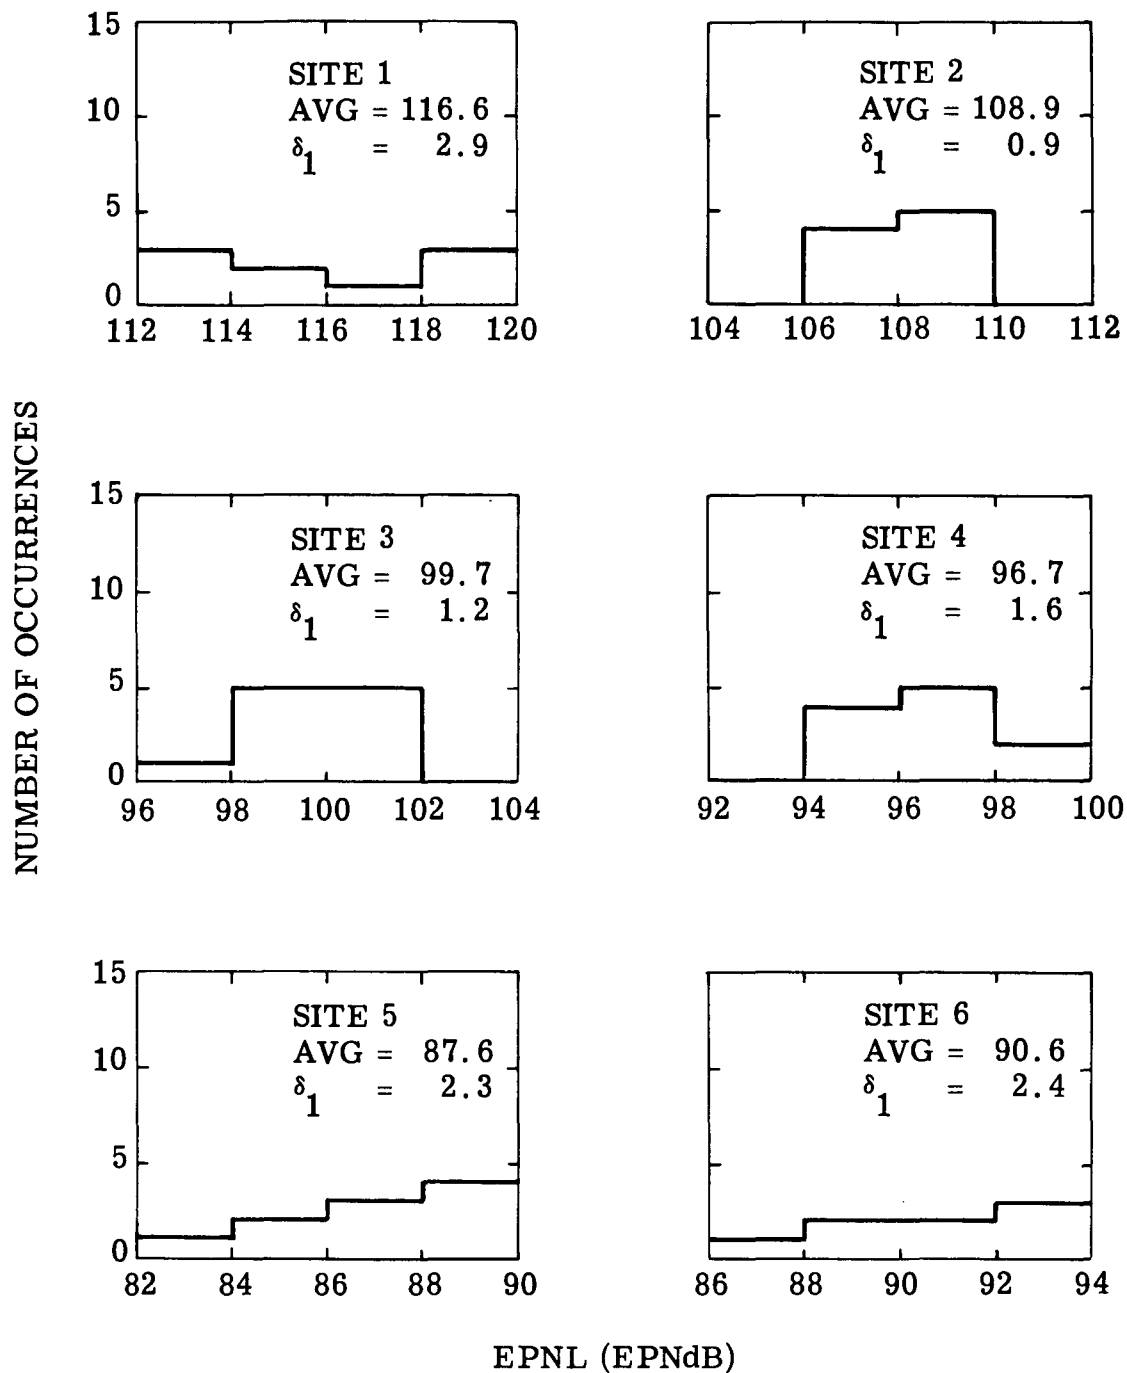 NUMBER OF OCCURRENCES
15
10
5
0
SITE 1
AVG = 116.6
δ1 = 2.9
112 114 116 118 120
SITE 2
AVG = 108.9
δ1 = 0.9
104 106 108 110 112
15
10
5
0
SITE 3
AVG = 99.7
δ1 = 1.2
96 98 100 102 104
SITE 4
AVG = 96.7
δ1 = 1.6
92 94 96 98 100
15
10
5
0
SITE 5
AVG = 87.6
δ1 = 2.3
82 84 86 88 90
SITE 6
AVG = 90.6
δ1 = 2.4
86 88 90 92 94
EPNL (EPNdB)